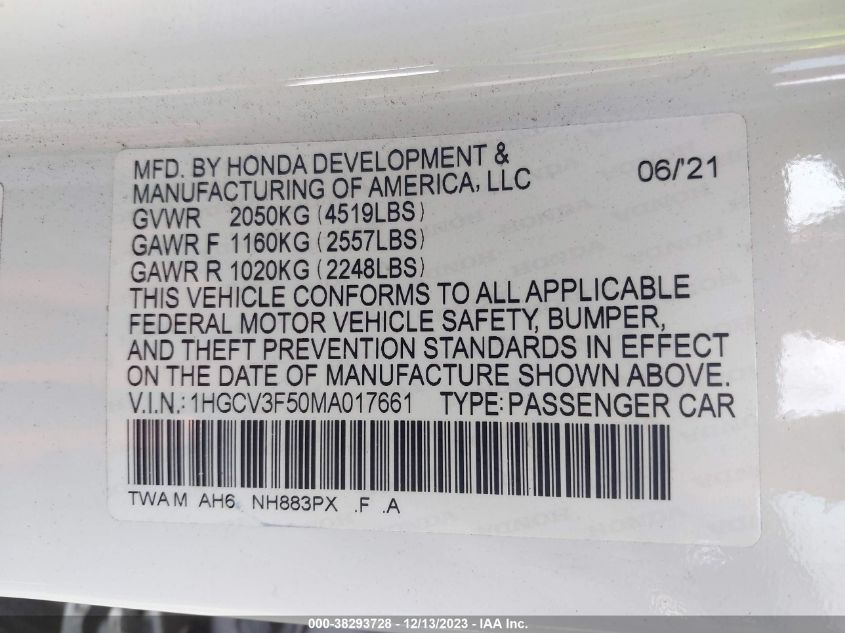 MFD. BY HONDA DEVELOPMENT &
MANUFACTURING OF AMERICA, LLC 06/'21
GVWR 2050KG (4519LBS)
GAWR F 1160KG (2557LBS)
GAWR R 1020KG (2248LBS)
THIS VEHICLE CONFORMS TO ALL APPLICABLE
FEDERAL MOTOR VEHICLE SAFETY, BUMPER,
AND THEFT PREVENTION STANDARDS IN EFFECT
ON THE DATE OF MANUFACTURE SHOWN ABOVE.
V.I.N.: 1HGCV3F50MA017661 TYPE: PASSENGER CAR
TWA M AH6 NH883PX .F .A
000-38293728 - 12/13/2023 - IAA Inc.